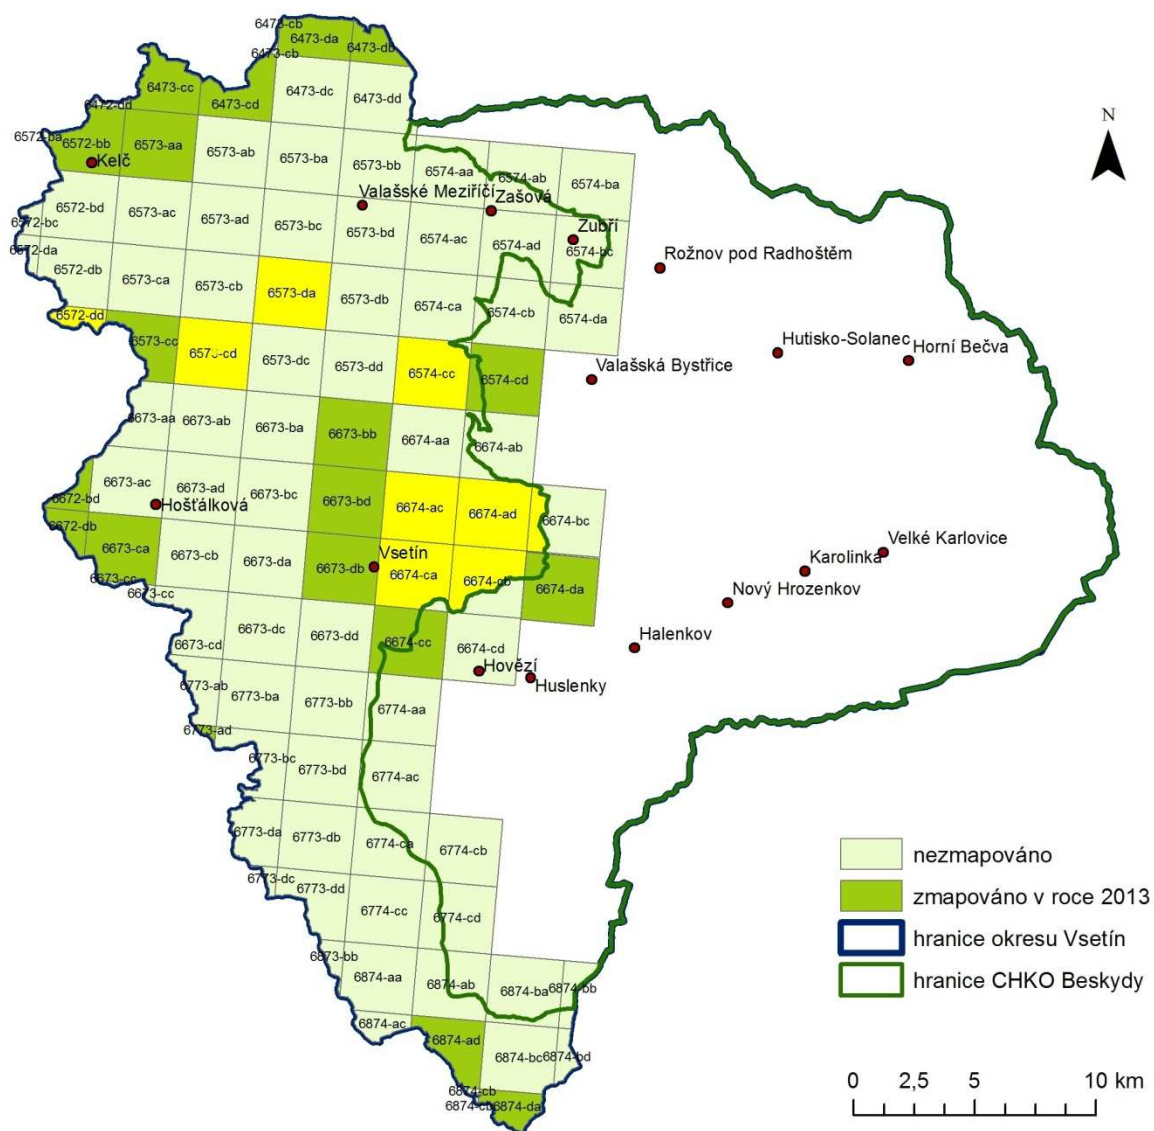 6473-cb
6473-da
6473-db
6473-cb
N
6473-cc
6473-cd
6473-dc
6473-dd
6472-dd
6572-ba
6572-bb
6573-aa
6573-ab
6573-ba
6573-bb
6574-aa
6574-ab
6574-ba
Kelč
Valašské Meziříčí
Zašová
Zubří
6572-bc
6572-bd
6573-ac
6573-ad
6573-bc
6573-bd
6574-ac
6574-ad
6574-bc
Rožnov pod Radhoštěm
6572-da
6572-db
6573-ca
6573-cb
6573-da
6573-db
6574-ca
6574-cb
6574-da
6572-dd
6573-cc
6573-cd
6573-dc
6573-dd
6574-cc
6574-cd
Valašská Bystřice
Hutisko-Solanec
Horní Bečva
6673-aa
6673-ab
6673-ba
6673-bb
6674-aa
6674-ab
6672-bd
6673-ac
6673-ad
6673-bc
6673-bd
6674-ac
6674-ad
6674-bc
Hošťálková
6672-db
6673-ca
6673-cb
6673-da
6673-db
Vsetín
6674-ca
6674-cb
6674-da
Velké Karlovice
Karolinka
Nový Hrozenkov
6673-cc
6673-cc
6673-cd
6673-dc
6673-dd
6674-cc
6674-cd
Halenkov
Hovězí
Huslenky
6773-ab
6773-ba
6773-bb
6774-aa
6773-ad
6773-bc
6773-bd
6774-ac
6773-da
6773-db
6774-ca
6774-cb
6773-dc
6773-dd
6774-cc
6774-cd
6873-bb
6874-aa
6874-ab
6874-ba
6874-bb
6874-ac
6874-ad
6874-bc
6874-bd
6874-cb
6874-cb
6874-da
nezmapováno
zmapováno v roce 2013
hranice okresu Vsetín
hranice CHKO Beskydy
0 2,5 5 10 km